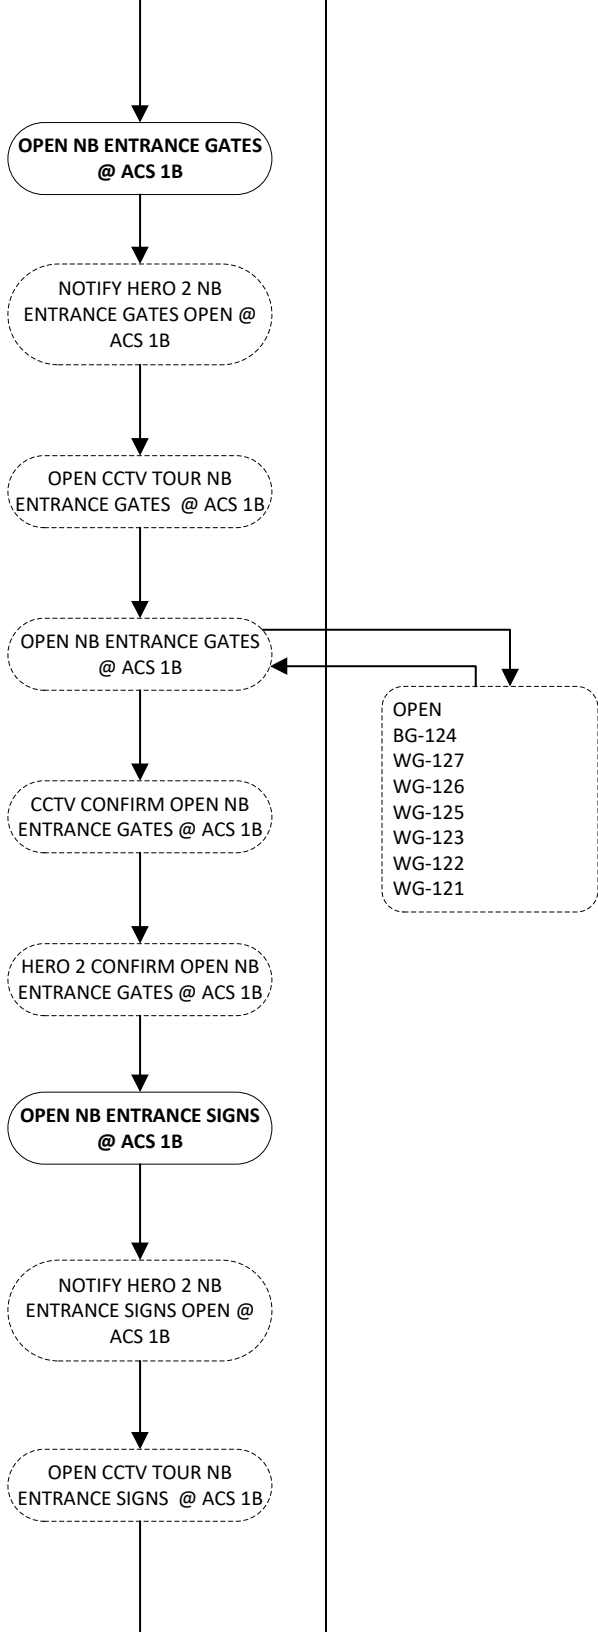 OPEN NB ENTRANCE GATES
@ ACS 1B
NOTIFY HERO 2 NB
ENTRANCE GATES OPEN @
ACS 1B
OPEN CCTV TOUR NB
ENTRANCE GATES @ ACS 1B
OPEN NB ENTRANCE GATES
@ ACS 1B
OPEN
BG-124
WG-127
WG-126
WG-125
WG-123
WG-122
WG-121
CCTV CONFIRM OPEN NB
ENTRANCE GATES @ ACS 1B
HERO 2 CONFIRM OPEN NB
ENTRANCE GATES @ ACS 1B
OPEN NB ENTRANCE SIGNS
@ ACS 1B
NOTIFY HERO 2 NB
ENTRANCE SIGNS OPEN @
ACS 1B
OPEN CCTV TOUR NB
ENTRANCE SIGNS @ ACS 1B